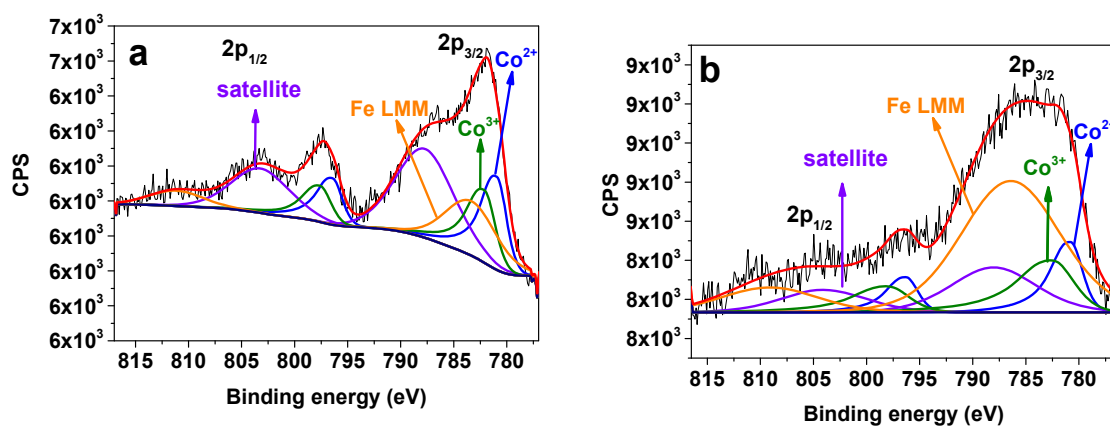 a
2p1/2
2p3/2
Co2+
satellite
Fe LMM
Co3+
7x10³
7x10³
6x10³
6x10³
6x10³
6x10³
6x10³
6x10³
6x10³
5x10³
CPS
815 810 805 800 795 790 785 780
Binding energy (eV)
b
2p3/2
Fe LMM
Co2+
satellite
Co3+
2p1/2
9x10³
9x10³
9x10³
9x10³
9x10³
8x10³
8x10³
CPS
815 810 805 800 795 790 785 780
Binding energy (eV)